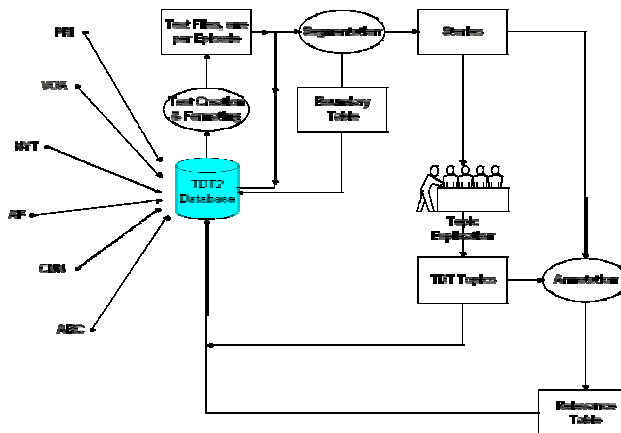 PRI
VOA
NYT
AP
CNN
ABC
Text Files, one
per Episode
Segmentation
Stories
Text Creation
& Formatting
Boundary
Table
TDT2
Database
Topic
Explication
TDT Topics
Annotation
Relevance
Table